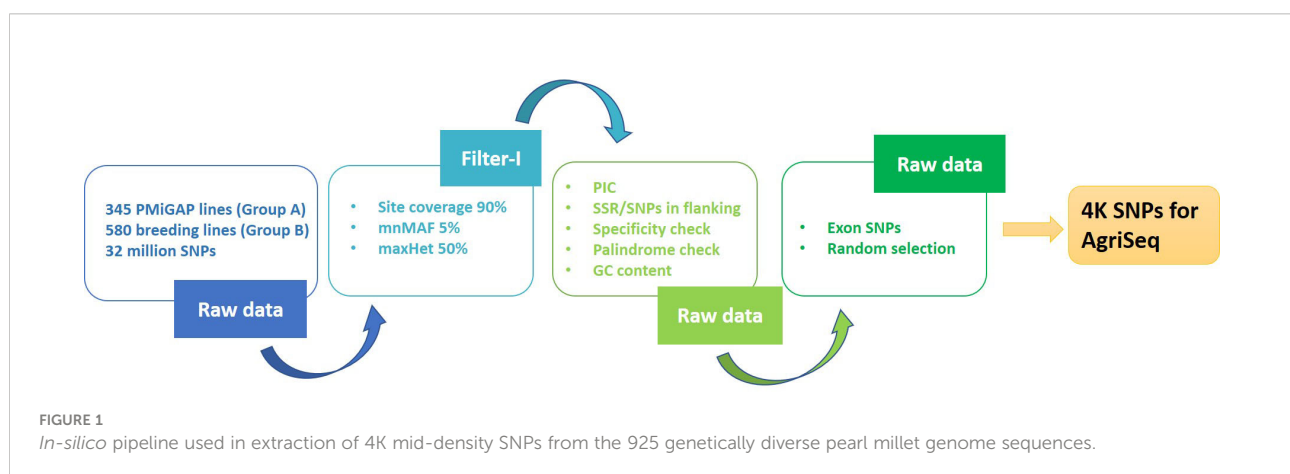 345 PMiGAP lines (Group A)
580 breeding lines (Group B)
32 million SNPs
Raw data
Filter-I
• Site coverage 90%
• mnMAF 5%
• maxHet 50%
• PIC
• SSR/SNPs in flanking
• Specificity check
• Palindrome check
• GC content
Raw data
Raw data
• Exon SNPs
• Random selection
4K SNPs for
AgriSeq
FIGURE 1
In-silico pipeline used in extraction of 4K mid-density SNPs from the 925 genetically diverse pearl millet genome sequences.